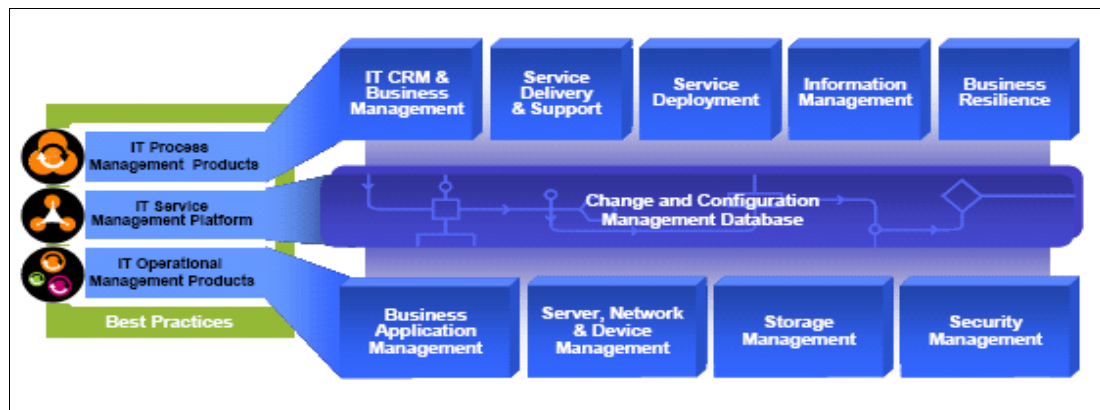 IT CRM &
Business
Management
Service
Delivery
& Support
Service
Deployment
Information
Management
Business
Resilience
IT Process
Management Products
IT Service
Management Platform
IT Operational
Management Products
Best Practices
Change and Configuration
Management Database
Business
Application
Management
Server, Network
& Device
Management
Storage
Management
Security
Management